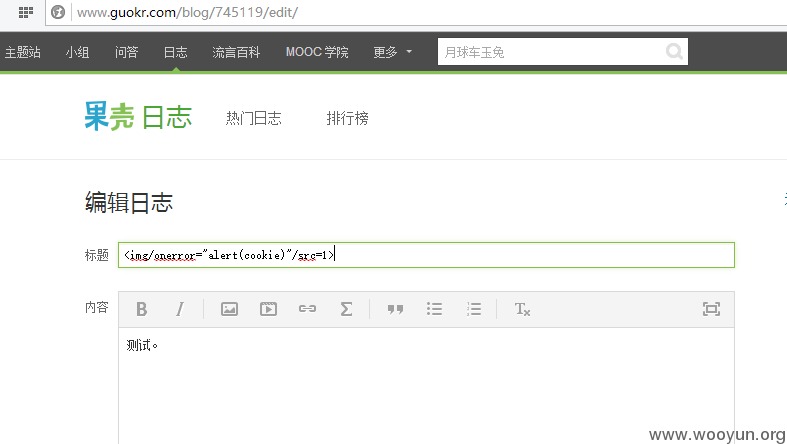 www.guokr.com/blog/745119/edit/
主题站 小组 问答 日志 流言百科 MOOC 学院 更多 月球车玉兔
果壳 日志 热门日志 排行榜
编辑日志
标题 <img/onerror="alert(cookie)"/src=1>
内容 B I Σ Tx
测试。
www.wooyun.org